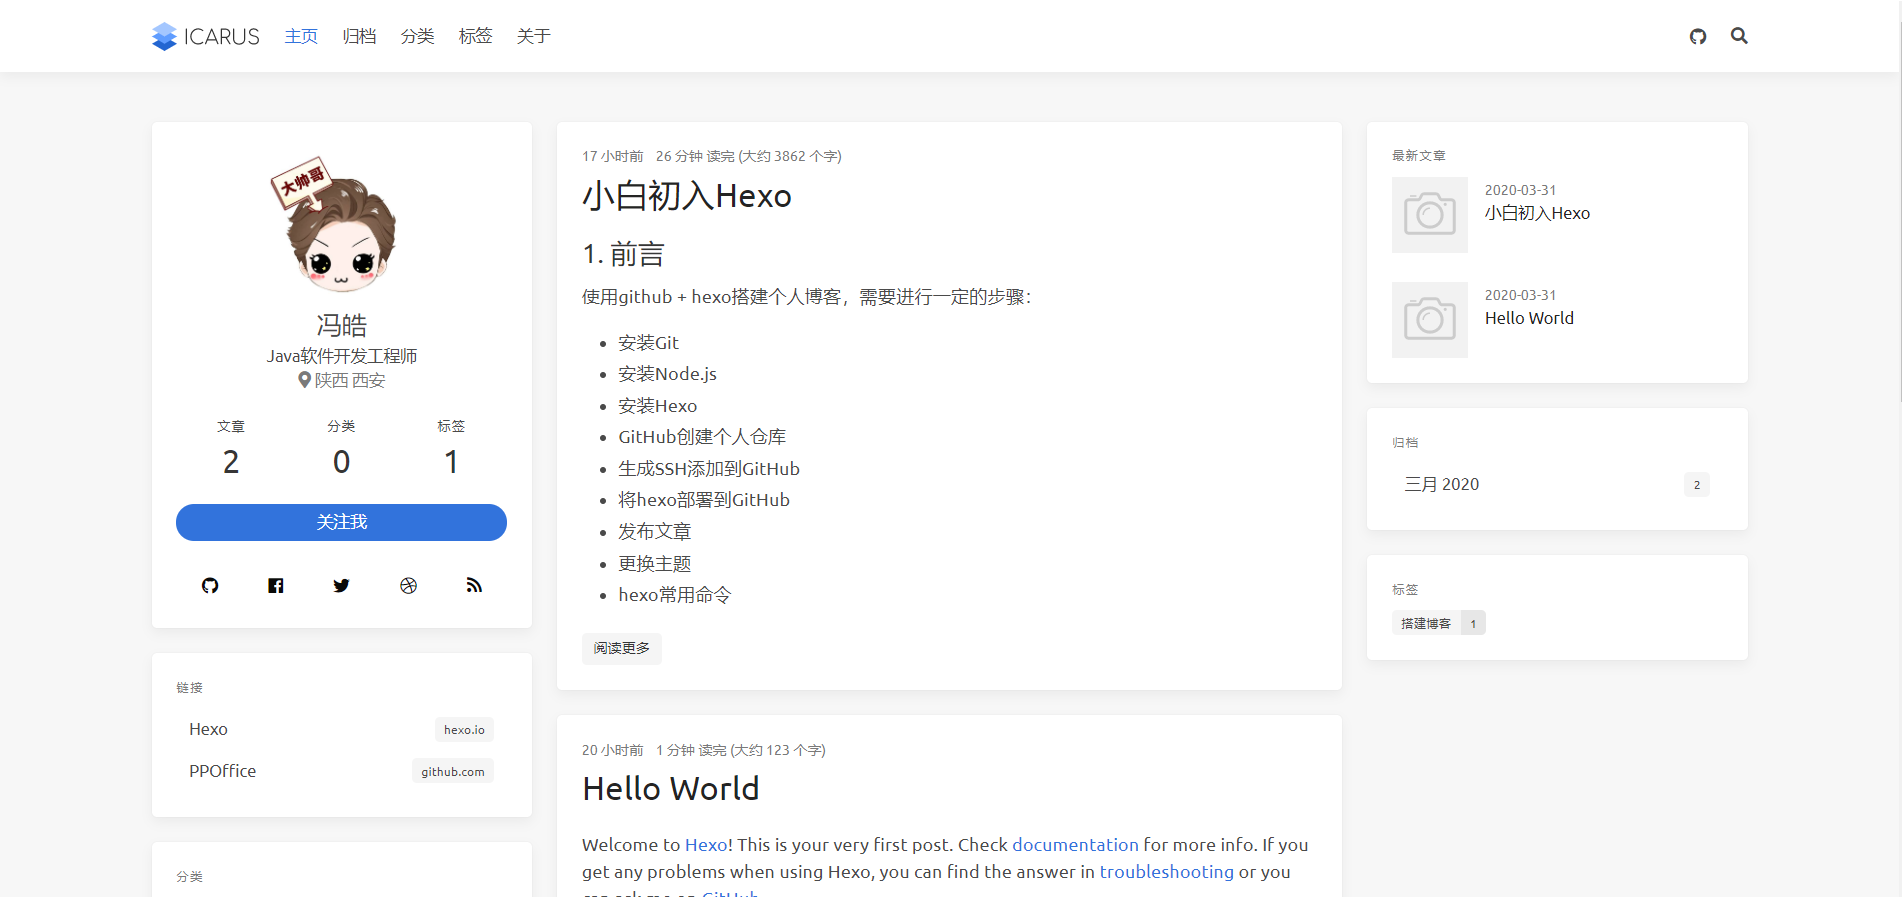 ICARUS 主页 归档 分类 标签 关于
大帅哥
冯皓
Java软件开发工程师
陕西 西安
文章 分类 标签
2 0 1
关注我
链接
Hexo hexo.io
PPOffice github.com
分类
17 小时前 26 分钟 读完 (大约 3862 个字)
小白初入Hexo
1. 前言
使用github + hexo搭建个人博客，需要进行一定的步骤：
安装Git
安装Node.js
安装Hexo
GitHub创建个人仓库
生成SSH添加到GitHub
将hexo部署到GitHub
发布文章
更换主题
hexo常用命令
阅读更多
20 小时前 1 分钟 读完 (大约 123 个字)
Hello World
Welcome to Hexo! This is your very first post. Check documentation for more info. If you
get any problems when using Hexo, you can find the answer in troubleshooting or you
can ask me on GitHub
最新文章
2020-03-31
小白初入Hexo
2020-03-31
Hello World
归档
三月 2020 2
标签
搭建博客 1